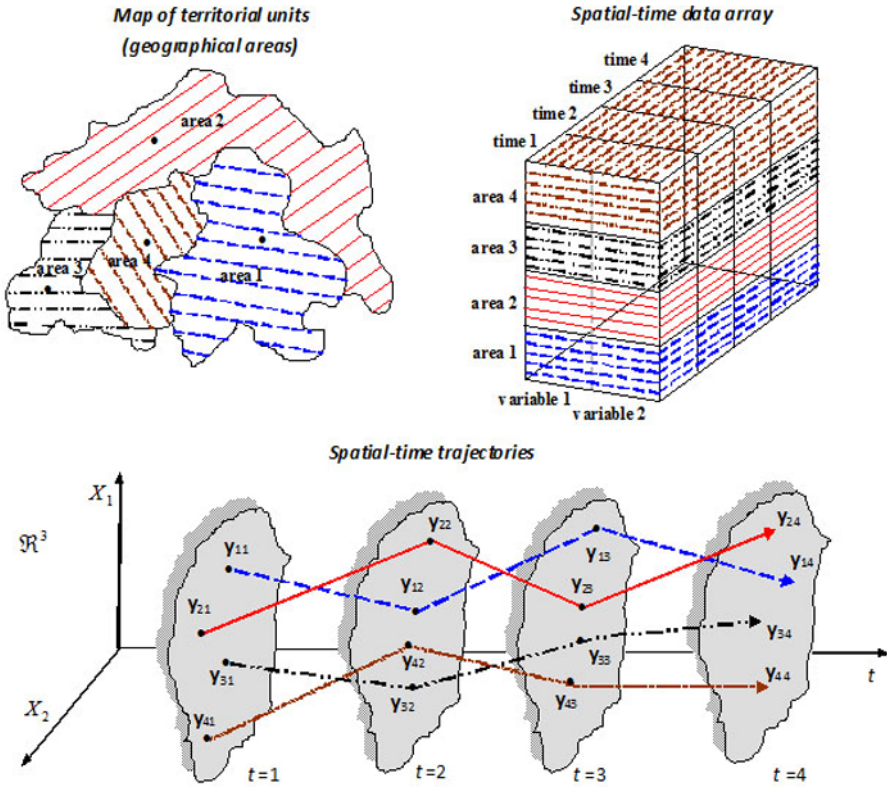 Map of territorial units
(geographical areas)
area 2
area 3
area 4
area 1
Spatial-time data array
time 4
time 3
time 2
time 1
area 4
area 3
area 2
area 1
variable 1
variable 2
Spatial-time trajectories
X1
ℜ3
X2
t
y11
y21
y31
y41
y22
y12
y42
y32
y13
y23
y33
y43
y24
y14
y34
y44
t=1
t=2
t=3
t=4